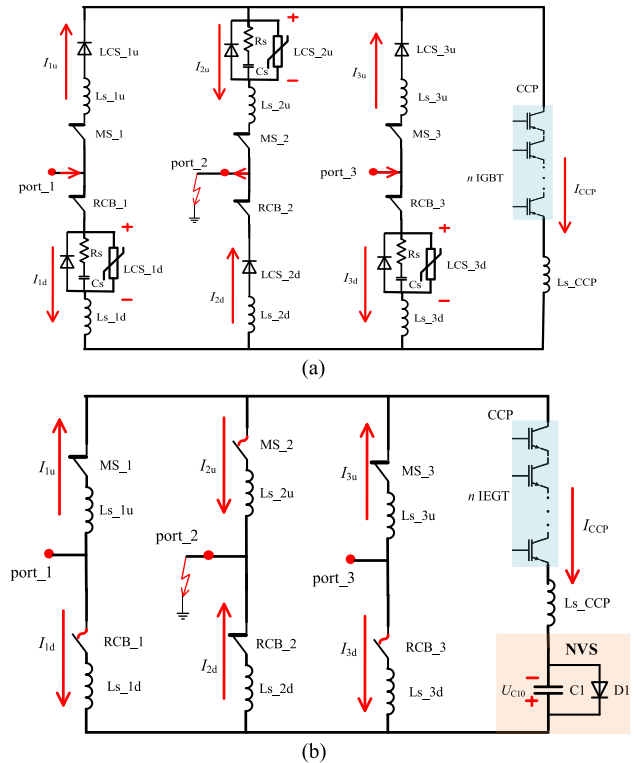 I1u
LCS_1u
Ls_1u
MS_1
port_1
RCB_1
+
Rs
Cs
LCS_1d
I1d
−
Ls_1d
+
Rs
LCS_2u
I2u
Cs
−
Ls_2u
MS_2
port_2
RCB_2
LCS_2d
I2d
Ls_2d
I3u
LCS_3u
Ls_3u
MS_3
port_3
RCB_3
+
Rs
Cs
LCS_3d
I3d
−
Ls_3d
CCP
n IGBT
ICCP
Ls_CCP
(a)
I1u
MS_1
Ls_1u
port_1
I1d
RCB_1
Ls_1d
I2u
MS_2
Ls_2u
port_2
I2d
RCB_2
Ls_2d
I3u
MS_3
Ls_3u
port_3
I3d
RCB_3
Ls_3d
CCP
n IEGT
ICCP
Ls_CCP
NVS
−
UC10 C1 D1
+
(b)